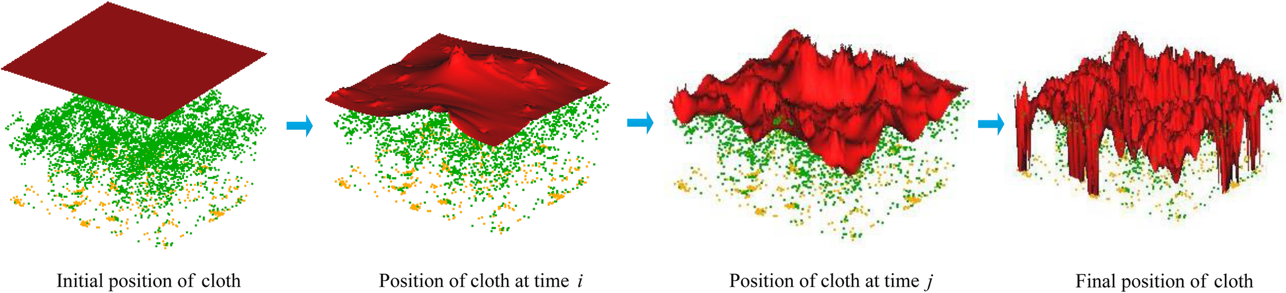 Initial position of cloth
Position of cloth at time i
Position of cloth at time j
Final position of cloth